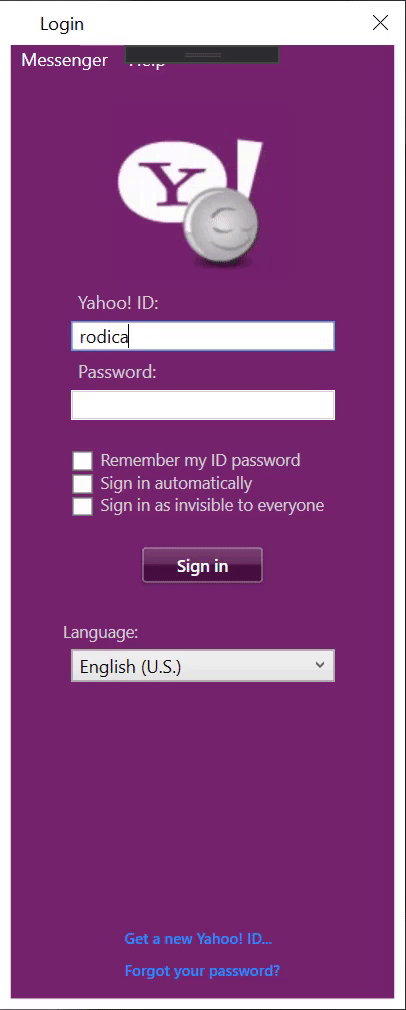 Login
Messenger Help
Y!
Yahoo! ID:
rodica
Password:
Remember my ID password
Sign in automatically
Sign in as invisible to everyone
Sign in
Language:
English (U.S.)
Get a new Yahoo! ID...
Forgot your password?